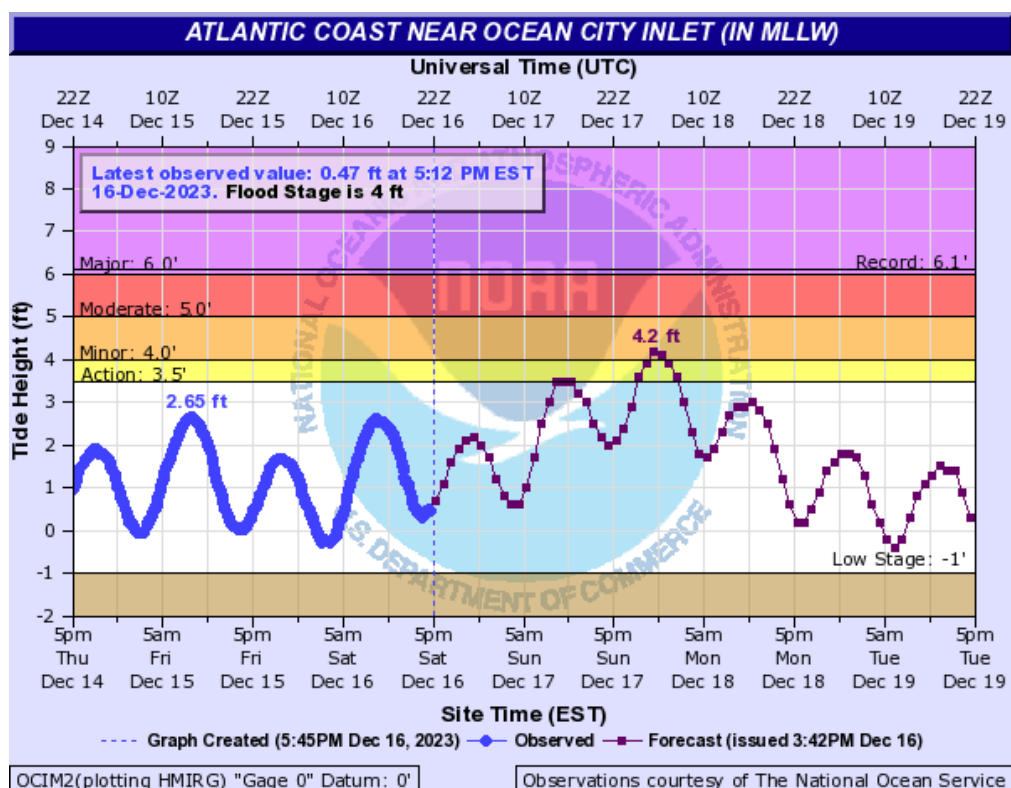 ATLANTIC COAST NEAR OCEAN CITY INLET (IN MLLW)
Universal Time (UTC)
22Z 10Z 22Z 10Z 22Z 10Z 22Z 10Z 22Z 10Z 22Z
Dec 14 Dec 15 Dec 15 Dec 16 Dec 16 Dec 17 Dec 17 Dec 18 Dec 18 Dec 19 Dec 19
Latest observed value: 0.47 ft at 5:12 PM EST
16-Dec-2023. Flood Stage is 4 ft
NATIONAL OCEANIC AND ATMOSPHERIC ADMINISTRATION
NOAA
U.S. DEPARTMENT OF COMMERCE
Tide Height (ft)
9
8
7
6
5
4
3
2
1
0
-1
-2
Major: 6.0'
Record: 6.1'
Moderate: 5.0'
Minor: 4.0'
Action: 3.5'
4.2 ft
2.65 ft
Low Stage: -1'
5pm 5am 5pm 5am 5pm 5am 5pm 5am 5pm 5am 5pm
Thu Fri Fri Sat Sat Sun Sun Mon Mon Tue Tue
Dec 14 Dec 15 Dec 15 Dec 16 Dec 16 Dec 17 Dec 17 Dec 18 Dec 18 Dec 19 Dec 19
Site Time (EST)
Graph Created (5:45PM Dec 16, 2023) Observed Forecast (issued 3:42PM Dec 16)
OCIM2(plotting HMIRG) "Gage 0" Datum: 0'
Observations courtesy of The National Ocean Service